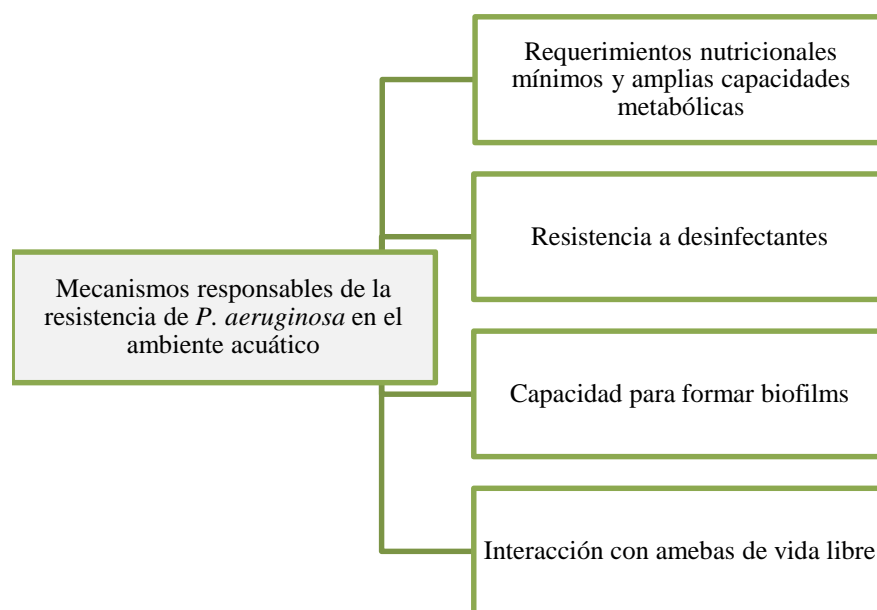 Requerimientos nutricionales
mínimos y amplias capacidades
metabólicas
Resistencia a desinfectantes
Mecanismos responsables de la
resistencia de P. aeruginosa en el
ambiente acuático
Capacidad para formar biofilms
Interacción con amebas de vida libre